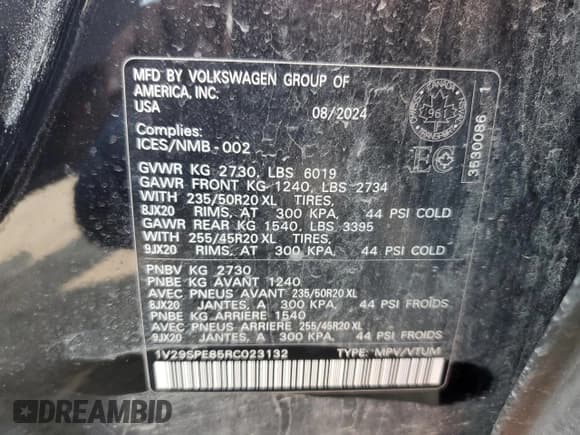 MFD BY VOLKSWAGEN GROUP OF
AMERICA, INC.
USA
08/2024
Complies:
ICES/NMB-002
GVWR KG 2730, LBS 6019
GAWR FRONT KG 1240, LBS 2734
WITH 235/50R20 XL TIRES,
8JX20 RIMS, AT 300 KPA, 44 PSI COLD
GAWR REAR KG 1540, LBS 3395
WITH 255/45R20 XL TIRES,
9JX20 RIMS, AT 300 KPA, 44 PSI COLD
PNBV KG 2730
PNBE KG AVANT 1240
AVEC PNEUS AVANT 235/50R20 XL
8JX20 JANTES, A 300 KPA, 44 PSI FROIDS
PNBE KG ARRIERE 1540
AVEC PNEUS ARRIERE 255/45R20 XL
9JX20 JANTES, A 300 KPA, 44 PSI FROIDS
1V29SPE85RC023132 TYPE: MPV/VTUM
CANADA
1961
EC
3530086 1
DREAMBID